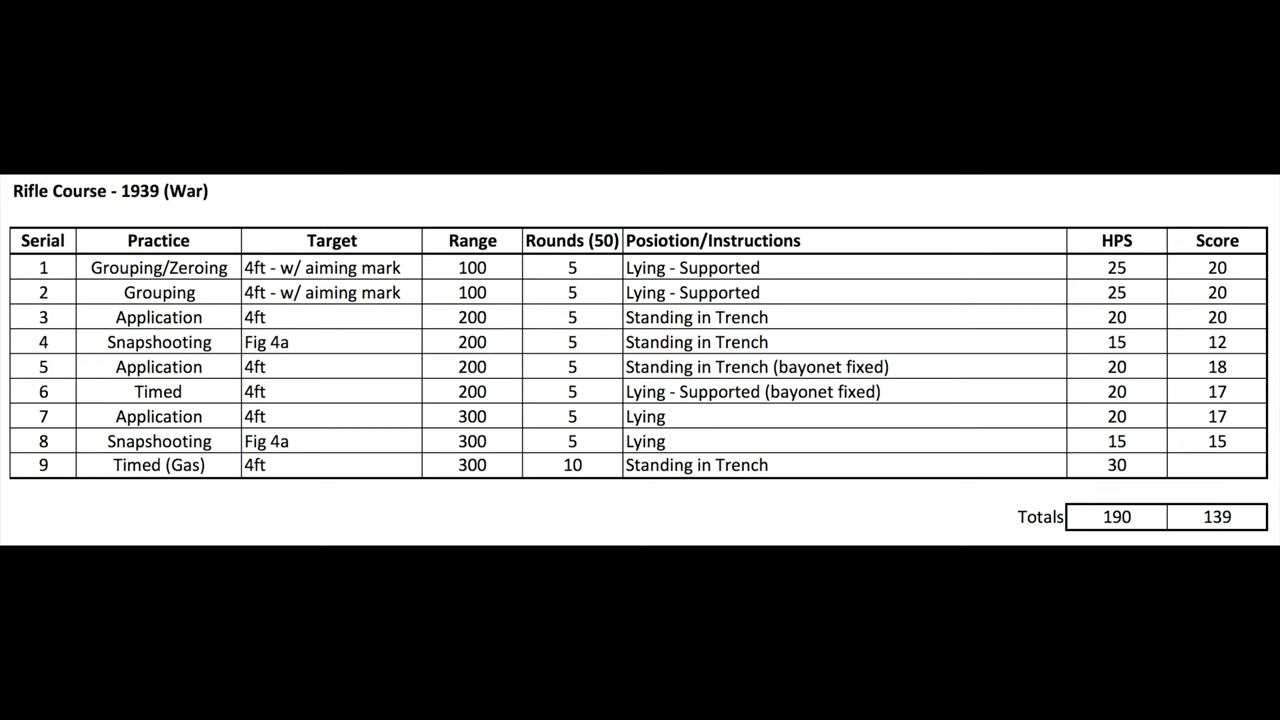 Rifle Course - 1939 (War)
Serial Practice Target Range Rounds (50) Posiotion/Instructions HPS Score
1 Grouping/Zeroing 4ft - w/ aiming mark 100 5 Lying - Supported 25 20
2 Grouping 4ft - w/ aiming mark 100 5 Lying - Supported 25 20
3 Application 4ft 200 5 Standing in Trench 20 20
4 Snapshooting Fig 4a 200 5 Standing in Trench 15 12
5 Application 4ft 200 5 Standing in Trench (bayonet fixed) 20 18
6 Timed 4ft 200 5 Lying - Supported (bayonet fixed) 20 17
7 Application 4ft 300 5 Lying 20 17
8 Snapshooting Fig 4a 300 5 Lying 15 15
9 Timed (Gas) 4ft 300 10 Standing in Trench 30
Totals 190 139